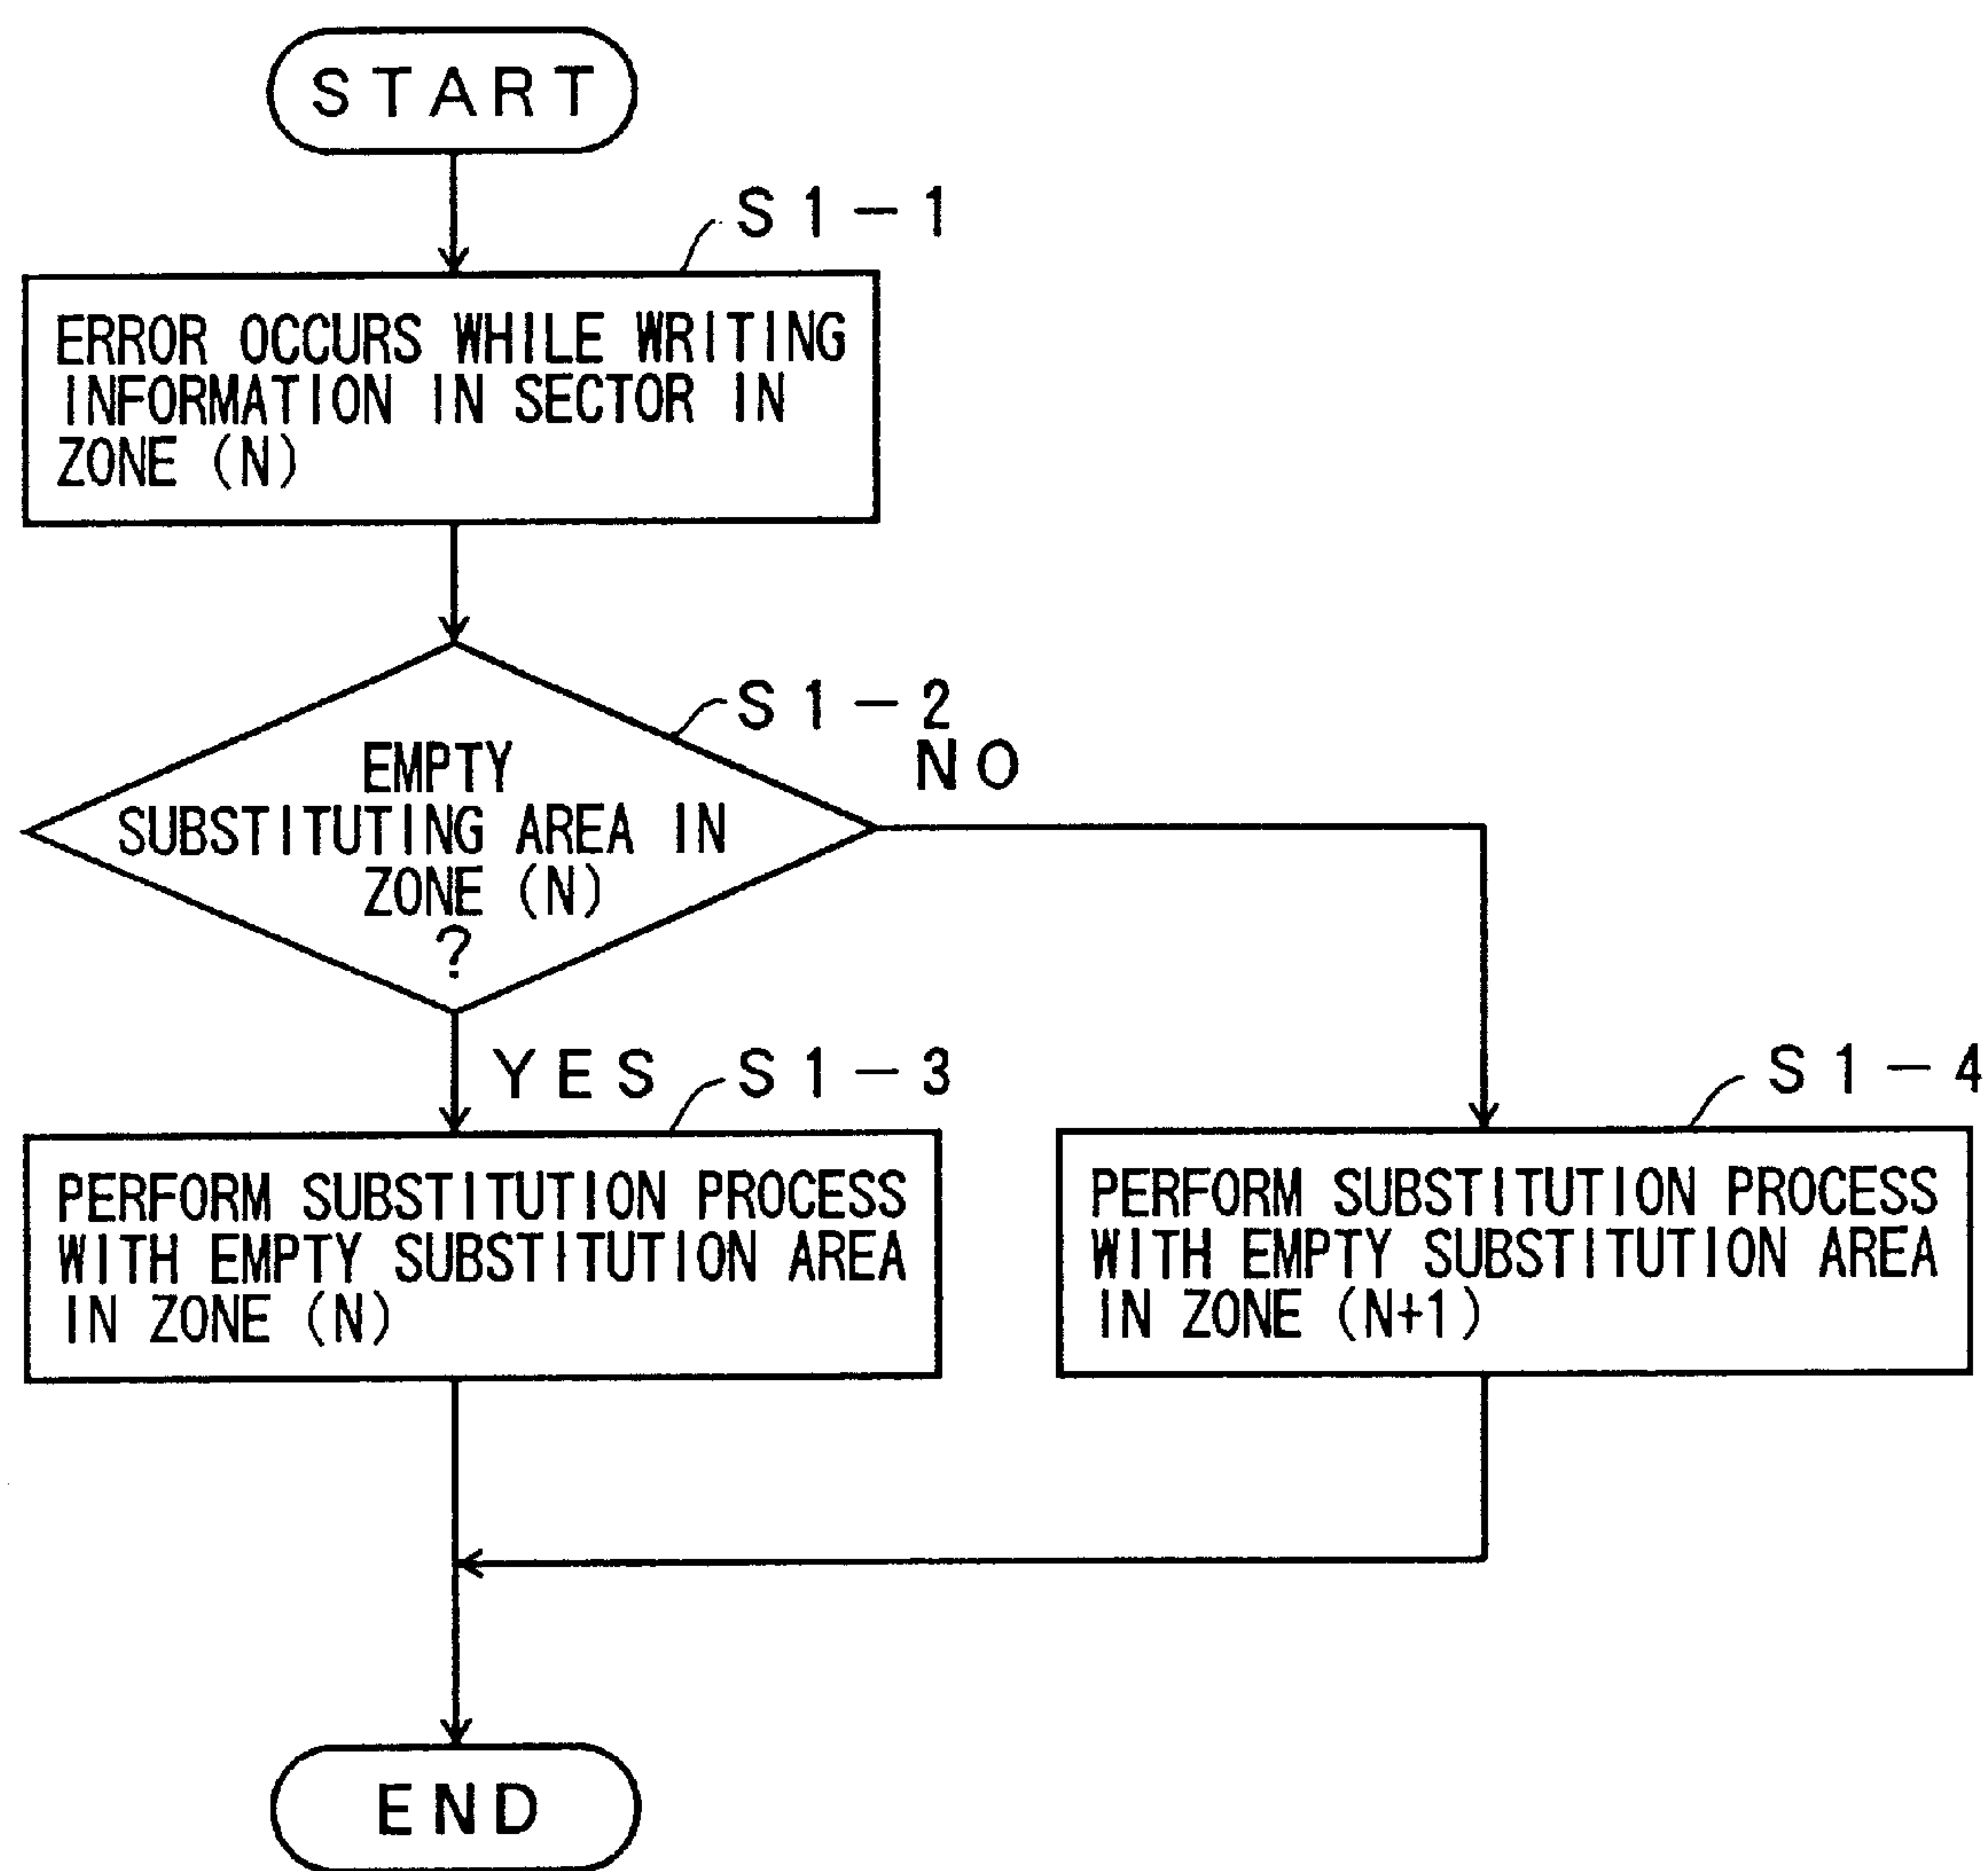 START
S1-1
ERROR OCCURS WHILE WRITING
INFORMATION IN SECTOR IN
ZONE (N)
S1-2
NO
EMPTY
SUBSTITUTING AREA IN
ZONE (N)
?
YES
S1-3
S1-4
PERFORM SUBSTITUTION PROCESS
WITH EMPTY SUBSTITUTION AREA
IN ZONE (N)
PERFORM SUBSTITUTION PROCESS
WITH EMPTY SUBSTITUTION AREA
IN ZONE (N+1)
END